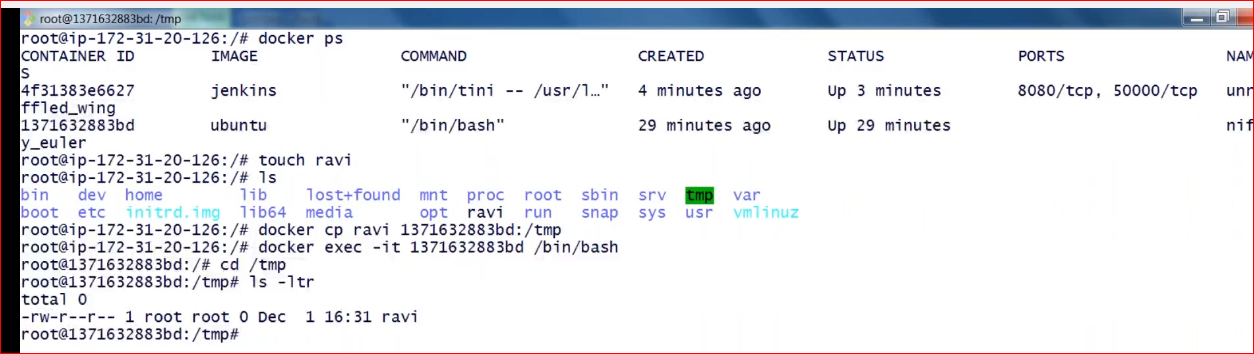 root@1371632883bd: /tmp
root@ip-172-31-20-126:/# docker ps
CONTAINER ID        IMAGE               COMMAND                  CREATED             STATUS              PORTS                 NAM
S
4f31383e6627        jenkins             "/bin/tini -- /usr/l…"   4 minutes ago       Up 3 minutes        8080/tcp, 50000/tcp   unr
ffled_wing
1371632883bd        ubuntu              "/bin/bash"              29 minutes ago      Up 29 minutes                             nif
y_euler
root@ip-172-31-20-126:/# touch ravi
root@ip-172-31-20-126:/# ls
bin   dev  home        lib    lost+found  mnt  proc  root  sbin  srv  tmp  var
boot  etc  initrd.img  lib64  media       opt  ravi  run   snap  sys  usr  vmlinuz
root@ip-172-31-20-126:/# docker cp ravi 1371632883bd:/tmp
root@ip-172-31-20-126:/# docker exec -it 1371632883bd /bin/bash
root@1371632883bd:/# cd /tmp
root@1371632883bd:/tmp# ls -ltr
total 0
-rw-r--r-- 1 root root 0 Dec  1 16:31 ravi
root@1371632883bd:/tmp#